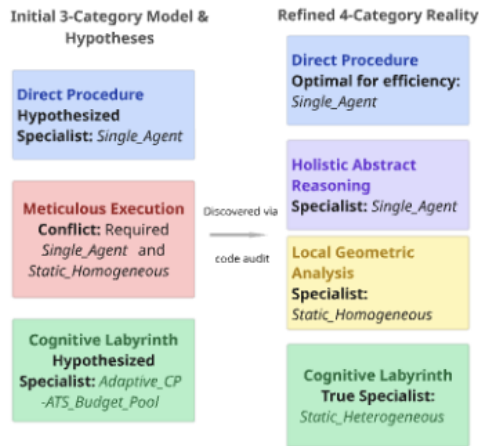 Initial 3-Category Model &
Hypotheses
Direct Procedure
Hypothesized
Specialist: Single_Agent
Meticulous Execution
Conflict: Required
Single_Agent and
Static_Homogeneous
Cognitive Labyrinth
Hypothesized
Specialist: Adaptive_CP
-ATS_Budget_Pool
Discovered via
code audit
Refined 4-Category Reality
Direct Procedure
Optimal for efficiency:
Single_Agent
Holistic Abstract
Reasoning
Specialist: Single_Agent
Local Geometric
Analysis
Specialist:
Static_Homogeneous
Cognitive Labyrinth
True Specialist:
Static_Heterogeneous